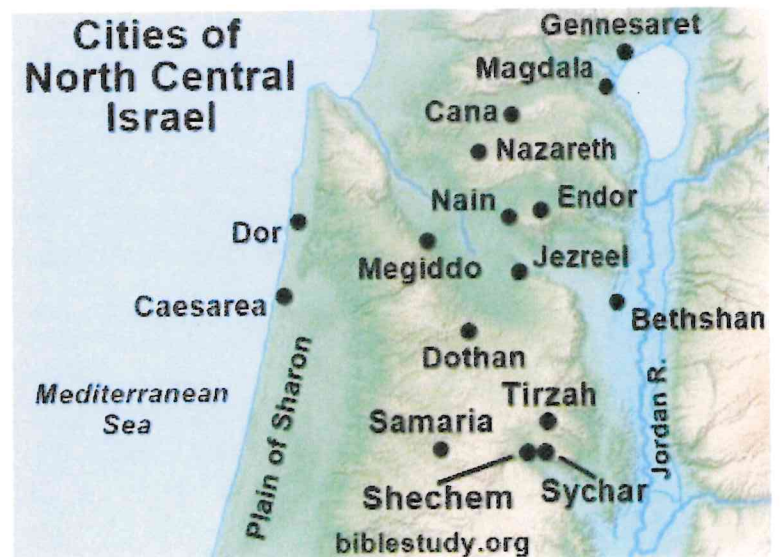 Cities of
North Central
Israel
Gennesaret
Magdala
Cana
Nazareth
Nain
Endor
Dor
Megiddo
Jezreel
Caesarea
Bethshan
Dothan
Mediterranean
Sea
Plain of Sharon
Jordan R.
Tirzah
Samaria
Shechem
Sychar
biblestudy.org